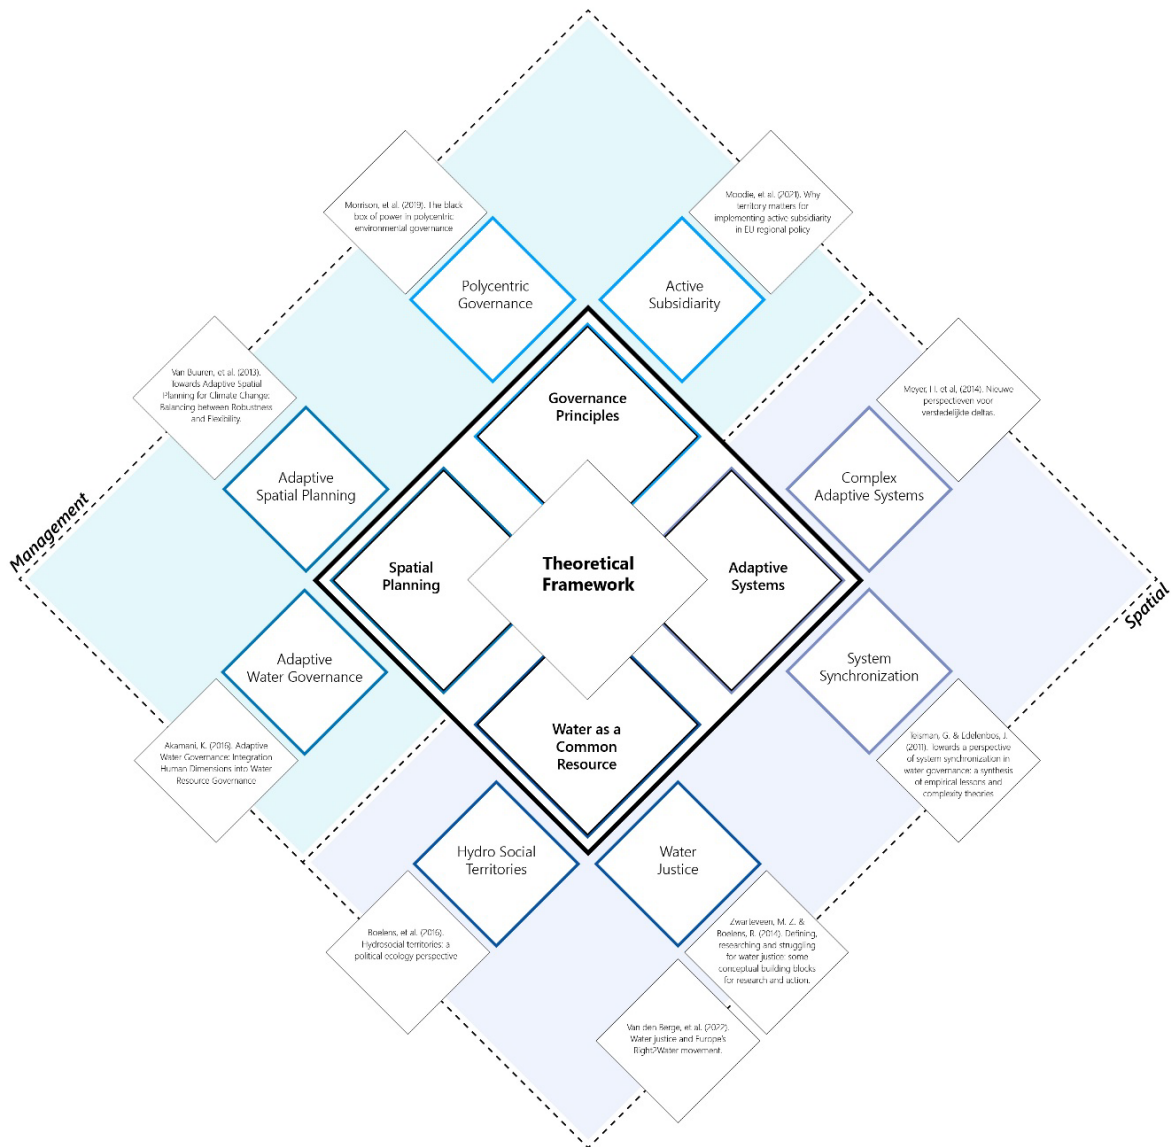 Morrison, et al. (2019). The black
box of power in polycentric
environmental governance
Moodie, et al. (2021). Why
territory matters for
implementing active subsidiarity
in EU regional policy
Polycentric
Governance
Active
Subsidiarity
Van Buuren, et al. (2013).
Towards Adaptive Spatial
Planning for Climate Change:
Balancing between Robustness
and Flexibility.
Meyer, H. et al. (2014). Nieuwe
perspectieven voor
verstedelijkte deltas.
Governance
Principles
Adaptive
Spatial Planning
Complex
Adaptive Systems
Management
Spatial
Planning
Theoretical
Framework
Adaptive
Systems
Spatial
Adaptive
Water Governance
System
Synchronization
Water as a
Common
Resource
Akamani, K. (2016). Adaptive
Water Governance: Integration
Human Dimensions into Water
Resource Governance
Teisman, G. & Edelenbos, J.
(2011). Towards a perspective
of system synchronization in
water governance: a synthesis
of empirical lessons and
complexity theories
Hydro Social
Territories
Water
Justice
Boelens, et al. (2016).
Hydrosocial territories: a
political ecology perspective
Zwarteveen, M. Z. &
Boelens, R. (2014). Defining,
researching and struggling
for water justice: some
conceptual building blocks
for research and action.
Van den Berge, et al. (2022).
Water justice and Europe's
Right2Water movement.